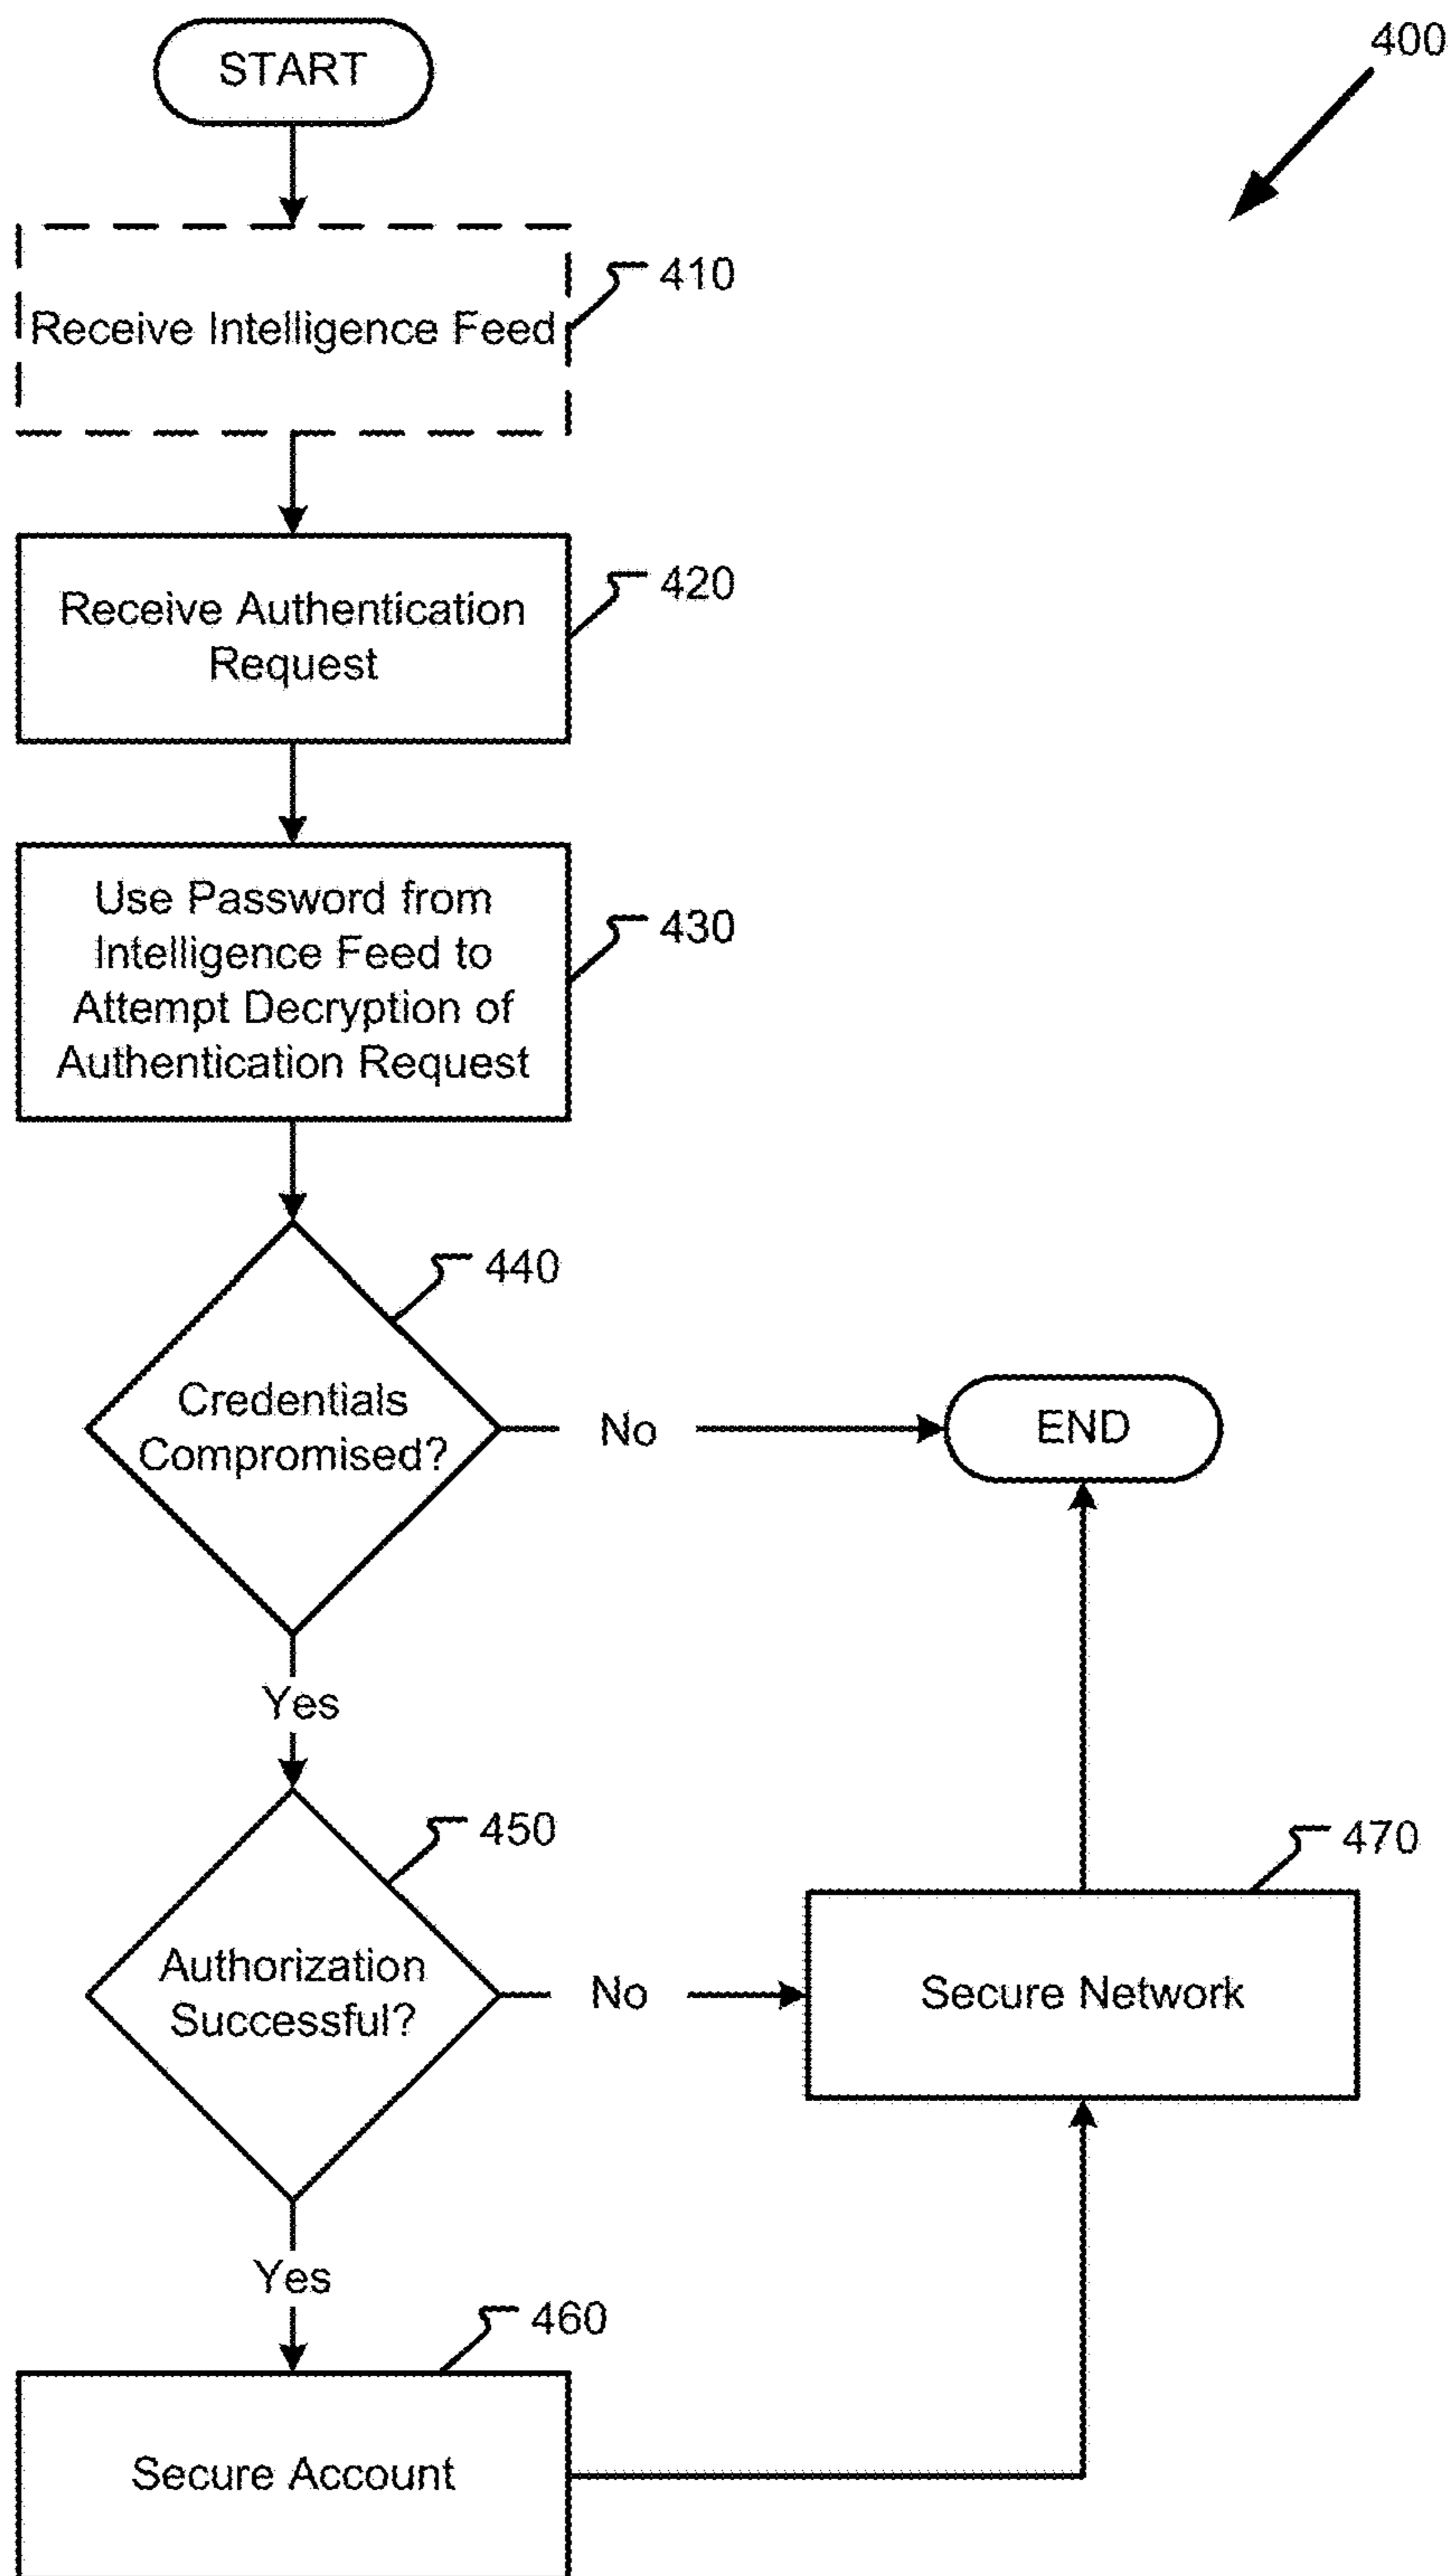 START
400
410
Receive Intelligence Feed
420
Receive Authentication
Request
Use Password from
Intelligence Feed to
Attempt Decryption of
Authentication Request
430
440
Credentials
Compromised?
No
END
Yes
450
Authorization
Successful?
No
470
Secure Network
Yes
460
Secure Account